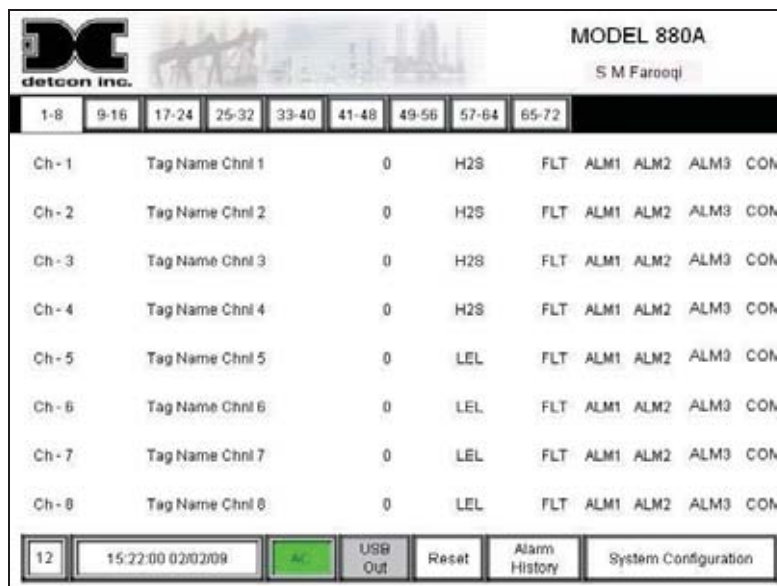 MODEL 880A
detcon inc.
S M Farooqi
1-8 9-16 17-24 25-32 33-40 41-48 49-56 57-64 65-72
Ch - 1 Tag Name Chnl 1 0 H2S FLT ALM1 ALM2 ALM3 COM
Ch - 2 Tag Name Chnl 2 0 H2S FLT ALM1 ALM2 ALM3 COM
Ch - 3 Tag Name Chnl 3 0 H2S FLT ALM1 ALM2 ALM3 COM
Ch - 4 Tag Name Chnl 4 0 H2S FLT ALM1 ALM2 ALM3 COM
Ch - 5 Tag Name Chnl 5 0 LEL FLT ALM1 ALM2 ALM3 COM
Ch - 6 Tag Name Chnl 6 0 LEL FLT ALM1 ALM2 ALM3 COM
Ch - 7 Tag Name Chnl 7 0 LEL FLT ALM1 ALM2 ALM3 COM
Ch - 8 Tag Name Chnl 8 0 LEL FLT ALM1 ALM2 ALM3 COM
12 15:22:00 02/02/09 AC USB Out Reset Alarm History System Configuration